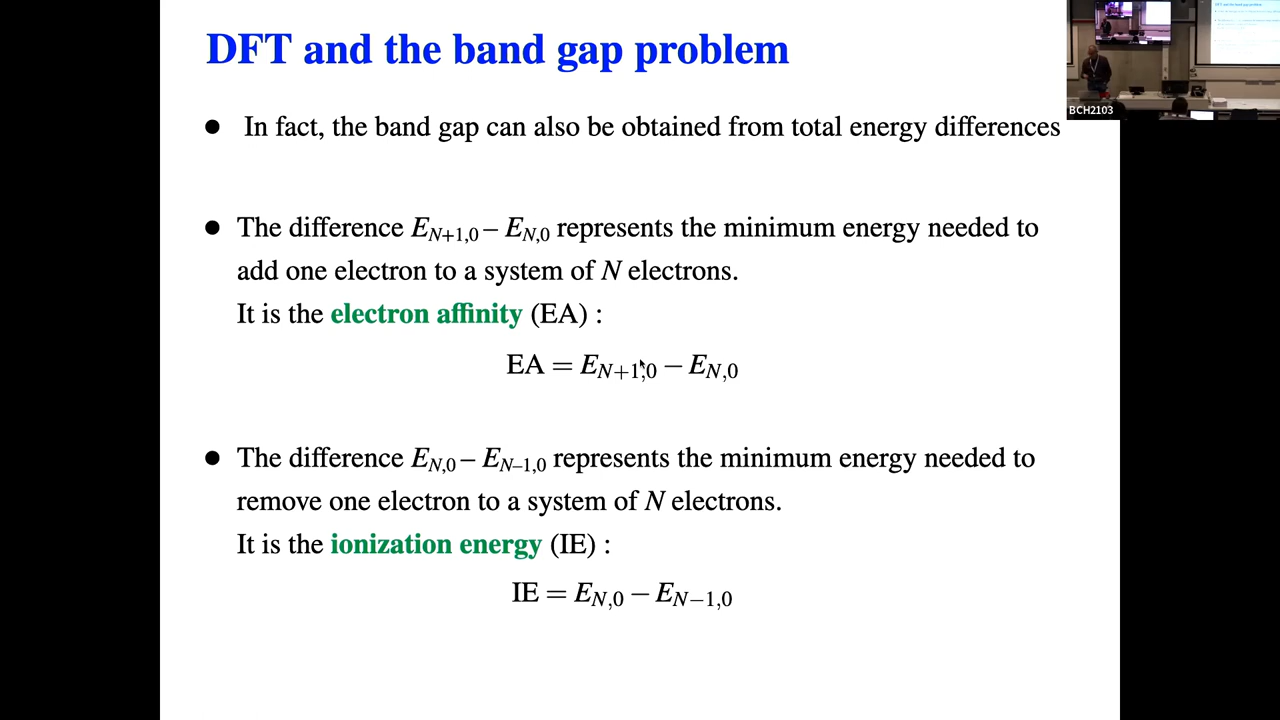 DFT and the band gap problem
● In fact, the band gap can also be obtained from total energy differences
BCH2103
● The difference E_{N+1,0} – E_{N,0} represents the minimum energy needed to
add one electron to a system of N electrons.
It is the electron affinity (EA) :
EA = E_{N+1,0} − E_{N,0}
● The difference E_{N,0} – E_{N–1,0} represents the minimum energy needed to
remove one electron to a system of N electrons.
It is the ionization energy (IE) :
IE = E_{N,0} − E_{N−1,0}